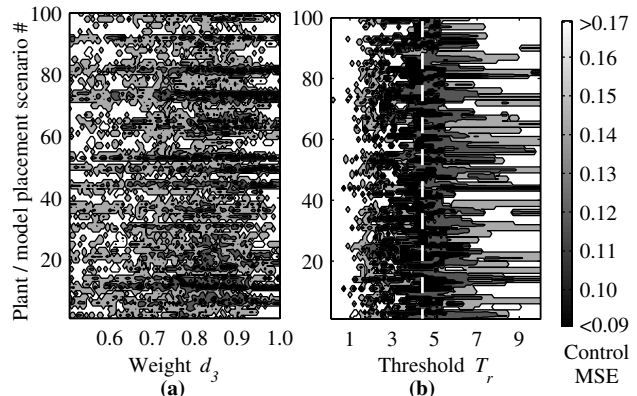 Plant / model placement scenario #
100
80
60
40
20
0.6 0.7 0.8 0.9 1.0
Weight d3
(a)
100
80
60
40
20
1 3 5 7 9
Threshold Tr
(b)
>0.17
0.16
0.15
0.14
0.13
0.12
0.11
0.10
<0.09
Control
MSE